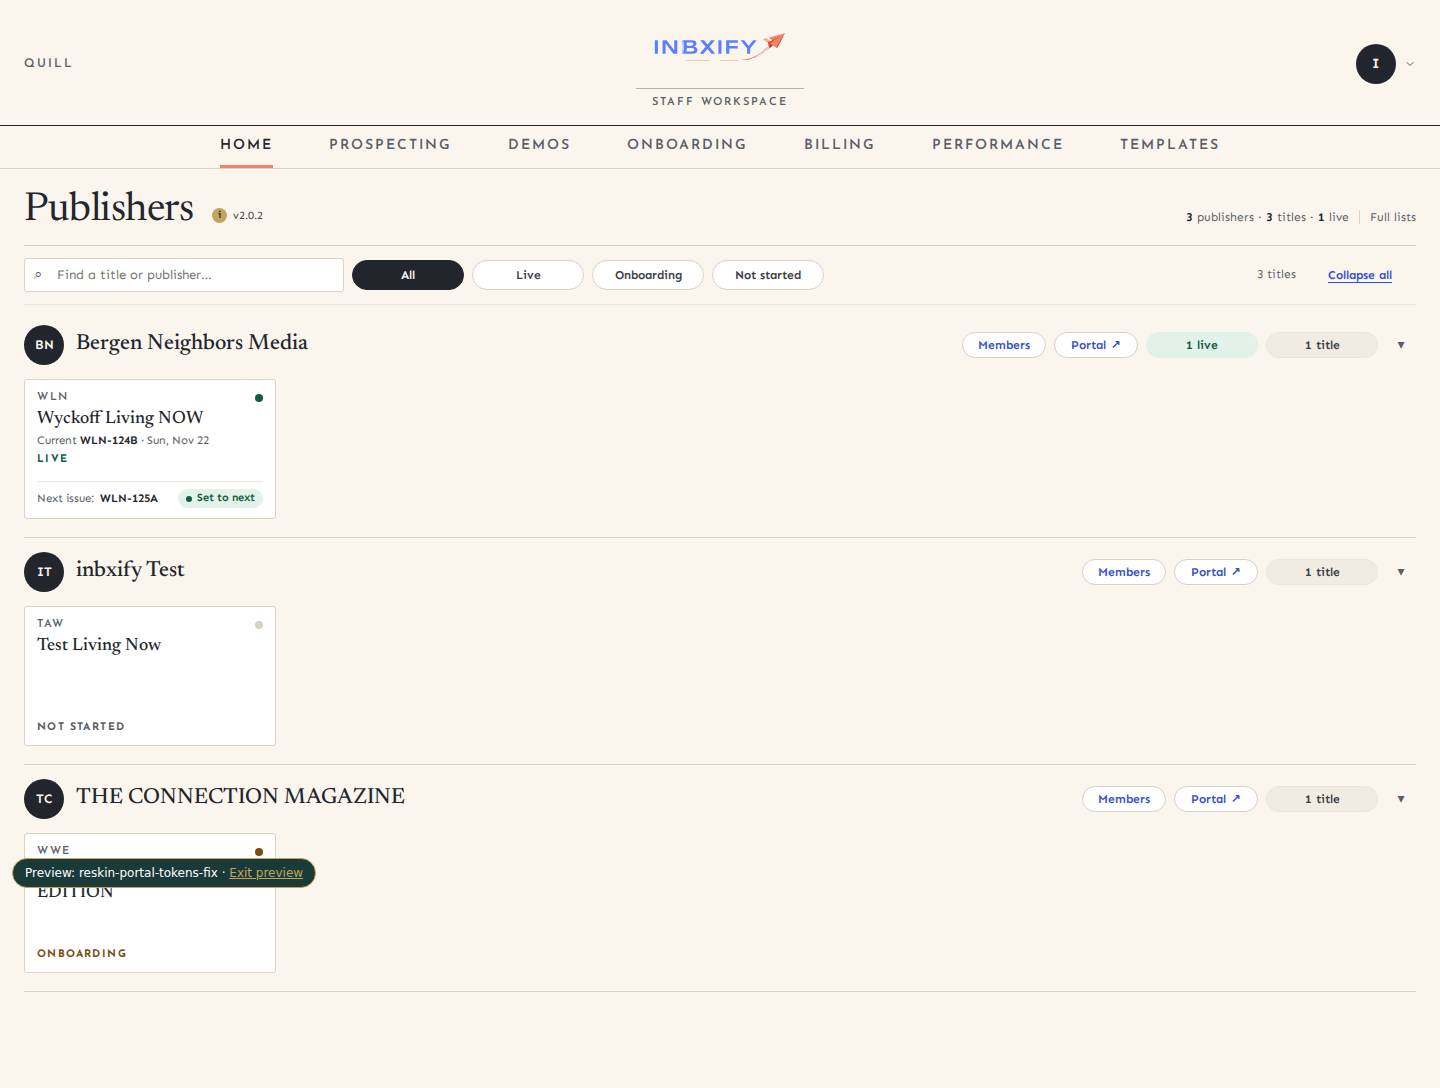 QUILL
INBXIFY
STAFF WORKSPACE
I
HOME PROSPECTING DEMOS ONBOARDING BILLING PERFORMANCE TEMPLATES
Publishers
i v2.0.2
3 publishers · 3 titles · 1 live Full lists
Find a title or publisher...
All Live Onboarding Not started
3 titles Collapse all
BN Bergen Neighbors Media
Members Portal ↗ 1 live 1 title ▼
WLN
Wyckoff Living NOW
Current WLN-124B · Sun, Nov 22
LIVE
Next issue: WLN-125A Set to next
IT inbxify Test
Members Portal ↗ 1 title ▼
TAW
Test Living Now
NOT STARTED
TC THE CONNECTION MAGAZINE
Members Portal ↗ 1 title ▼
WWE
Preview: reskin-portal-tokens-fix · Exit preview
EDITION
ONBOARDING